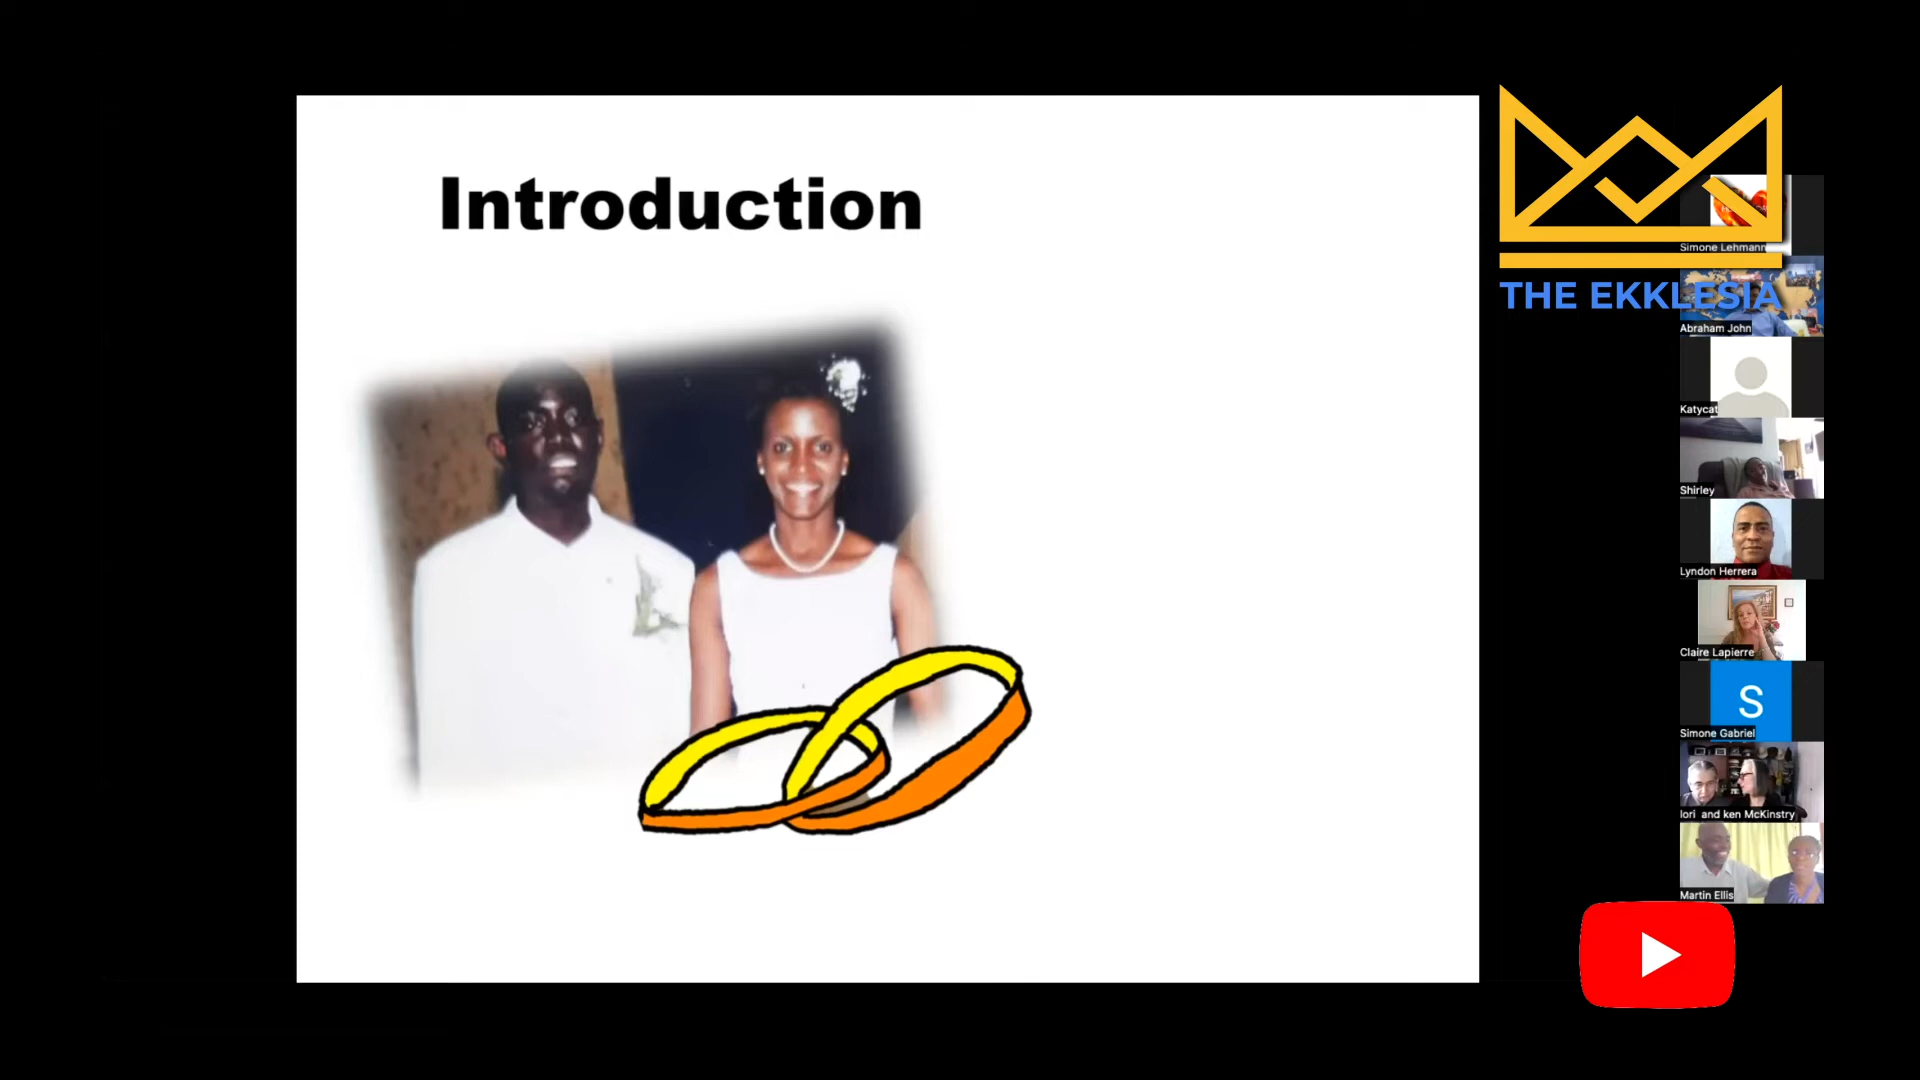 Introduction
THE EKKLESIA
Simone Lehmann
Abraham John
Katycat
Shirley
Lyndon Herrera
Claire Lapierre
S
Simone Gabriel
lori and ken McKinstry
Martin Ellis